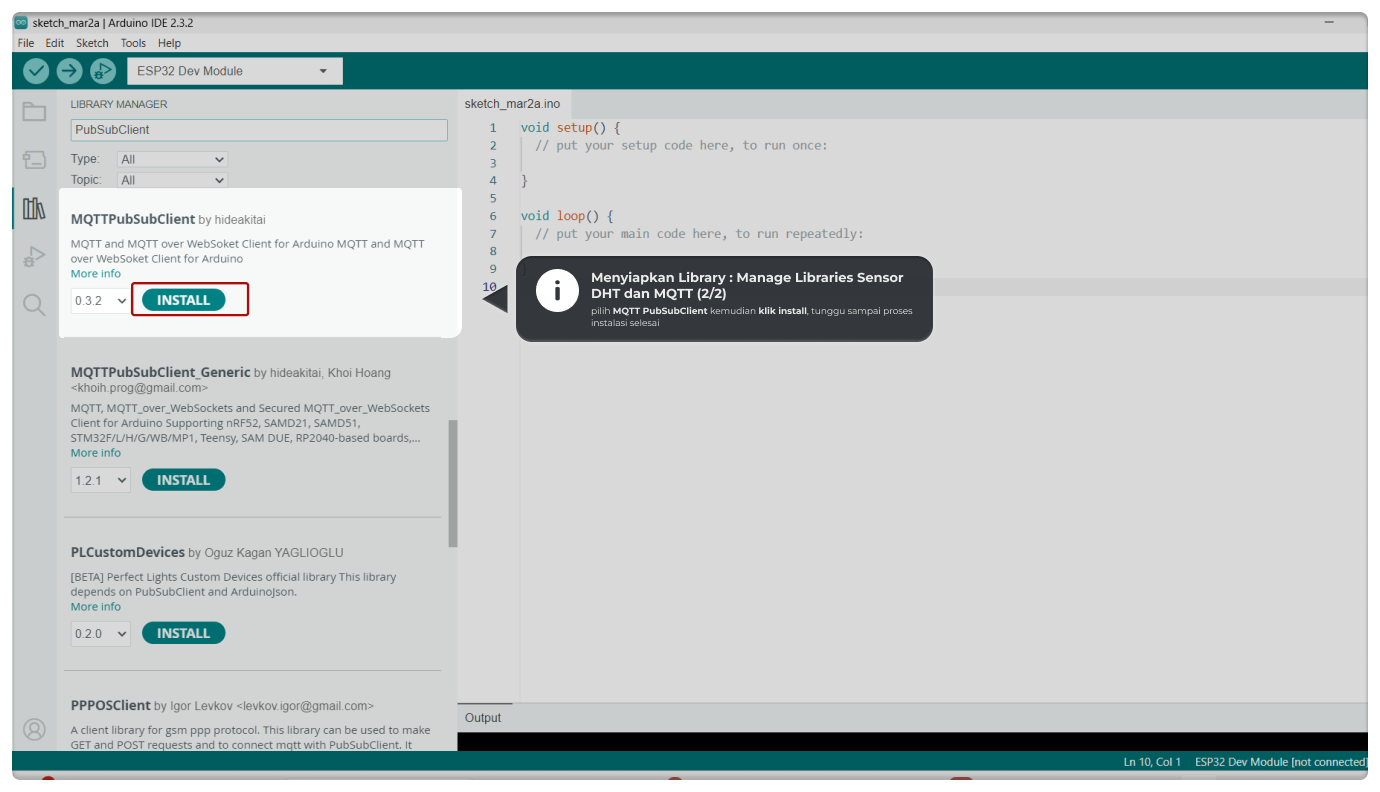 sketch_mar2a | Arduino IDE 2.3.2
File Edit Sketch Tools Help
ESP32 Dev Module
LIBRARY MANAGER
PubSubClient
Type: All
Topic: All
MQTTPubSubClient by hideakitai
MQTT and MQTT over WebSoket Client for Arduino MQTT and MQTT
over WebSoket Client for Arduino
More info
0.3.2 INSTALL
MQTTPubSubClient_Generic by hideakitai, Khoi Hoang
<khoih.prog@gmail.com>
MQTT, MQTT_over_WebSockets and Secured MQTT_over_WebSockets
Client for Arduino Supporting nRF52, SAMD21, SAMD51,
STM32F/L/H/G/WB/MP1, Teensy, SAM DUE, RP2040-based boards,...
More info
1.2.1 INSTALL
PLCustomDevices by Oguz Kagan YAGLIOGLU
[BETA] Perfect Lights Custom Devices official library This library
depends on PubSubClient and ArduinoJson.
More info
0.2.0 INSTALL
PPPOSClient by Igor Levkov <levkov.igor@gmail.com>
A client library for gsm ppp protocol. This library can be used to make
GET and POST requests and to connect mqtt with PubSubClient. It
sketch_mar2a.ino
1 void setup() {
2 // put your setup code here, to run once:
3
4 }
5
6 void loop() {
7 // put your main code here, to run repeatedly:
8
9
10
Menyiapkan Library : Manage Libraries Sensor
DHT dan MQTT (2/2)
pilih MQTT PubSubClient kemudian klik install, tunggu sampai proses
instalasi selesai
Output
Ln 10, Col 1 ESP32 Dev Module [not connected]